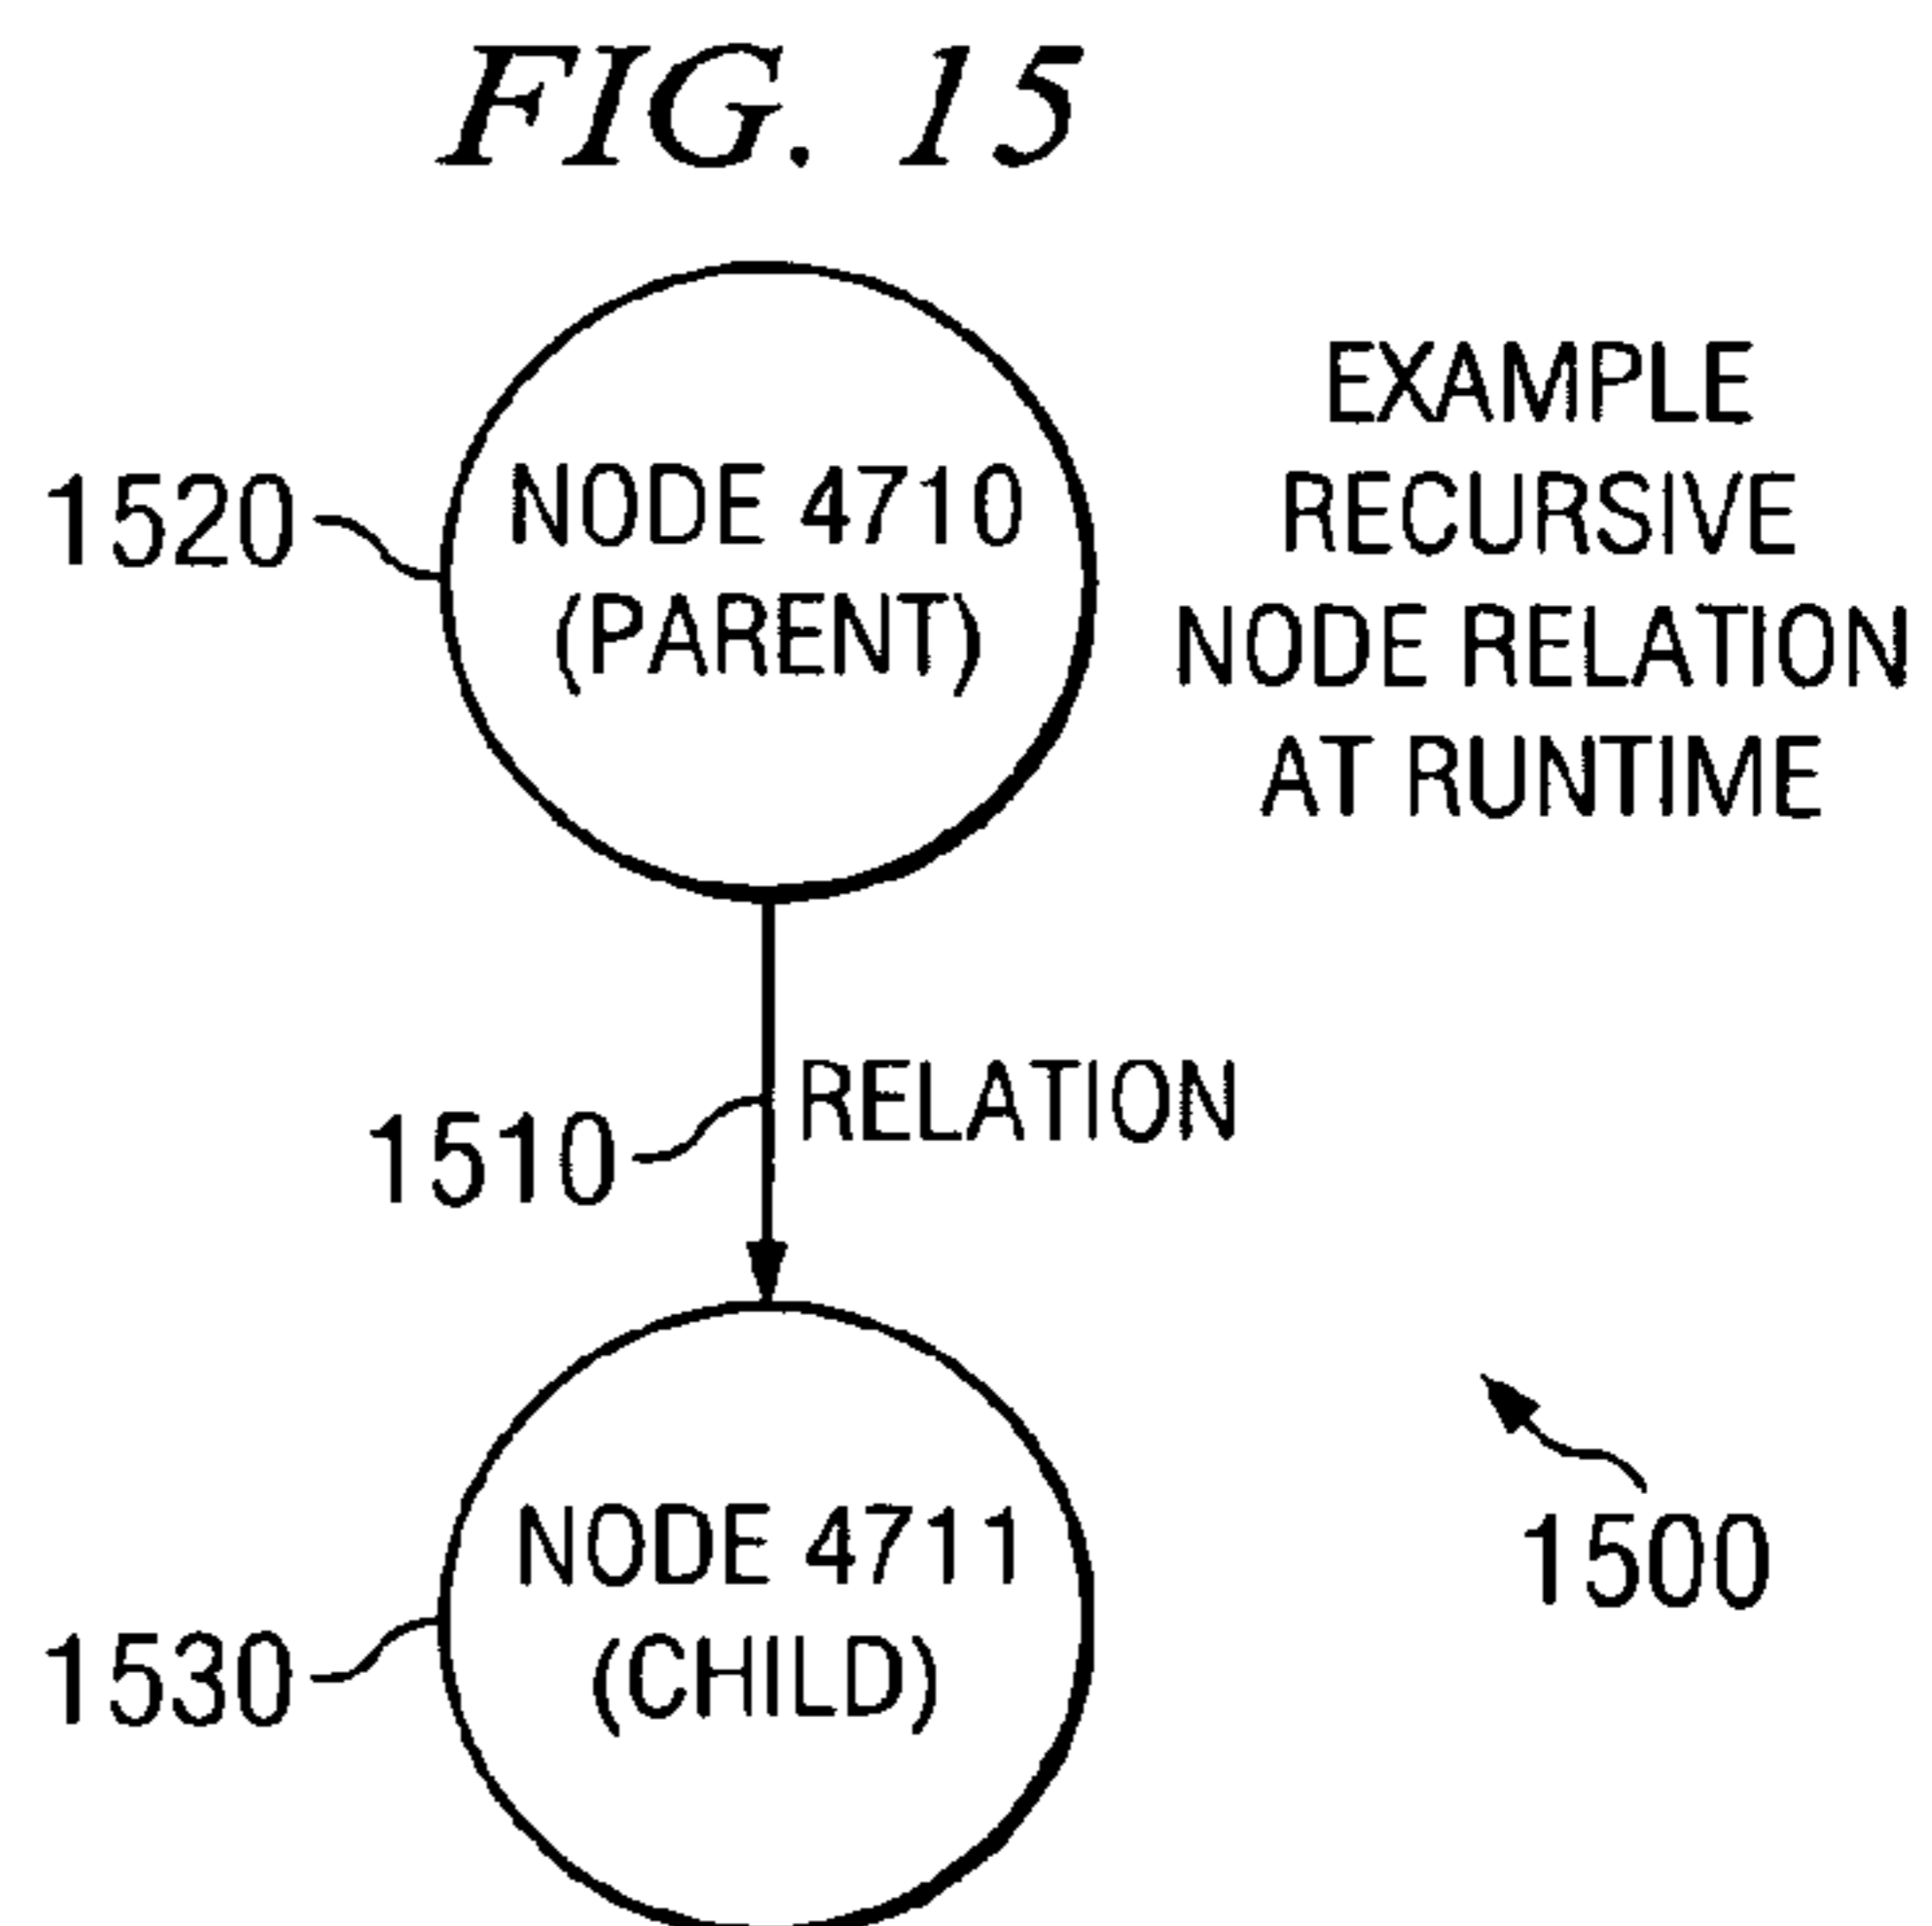 FIG. 15
1520
NODE 4710
(PARENT)
EXAMPLE
RECURSIVE
NODE RELATION
AT RUNTIME
1510
RELATION
NODE 4711
(CHILD)
1530
1500